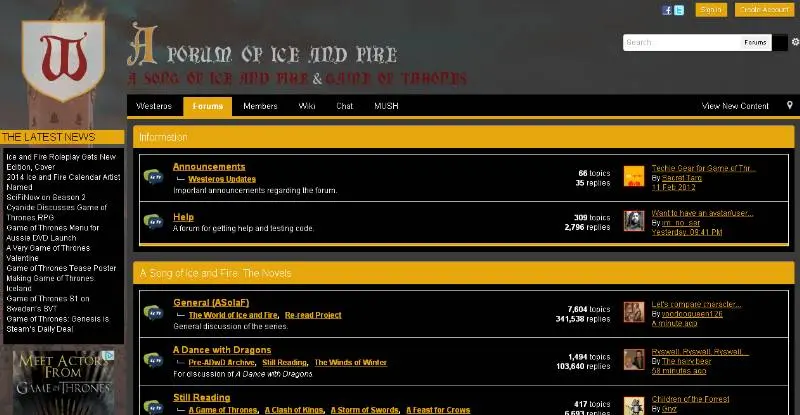 Sign In
Create Account
A FORUM OF ICE AND FIRE
A SONG OF ICE AND FIRE & GAME OF THRONES
Search
Forums
Westeros
Forums
Members
Wiki
Chat
MUSH
View New Content
THE LATEST NEWS
Ice and Fire Roleplay Gets New
Edition, Cover
2014 Ice and Fire Calendar Artist
Named
SciFiNow on Season 2
Cyanide Discusses Game of
Thrones RPG
Game of Thrones Menu for
Aussie DVD Launch
A Very Game of Thrones
Valentine
Game of Thrones Tease Poster
Making Game of Thrones:
Iceland
Game of Thrones S1 on
Sweden's SVT
Game of Thrones: Genesis is
Steam's Daily Deal
MEET ACTORS
FROM
GAME OF THRONES
Information
Announcements
Westeros Updates
Important announcements regarding the forum.
66 topics
35 replies
Techie Gear for Game of Thr...
By Secret Targ
11 Feb 2012
Help
A forum for getting help and testing code.
309 topics
2,796 replies
Want to have an avatar/user...
By im_no_ser
Yesterday, 09:41 PM
A Song of Ice and Fire: The Novels
General (ASoIaF)
The World of Ice and Fire, Re-read Project
General discussion of the series.
7,604 topics
341,538 replies
Let's compare character...
By voodooqueen126
A minute ago
A Dance with Dragons
Pre-ADwD Archive, Still Reading, The Winds of Winter
For discussion of A Dance with Dragons.
1,494 topics
103,640 replies
Ryswall, Ryswall, Ryswall,...
By The hairy bear
58 minutes ago
Still Reading
A Game of Thrones, A Clash of Kings, A Storm of Swords, A Feast for Crows
417 topics
6,693 replies
Children of the Forrest
By Gnz